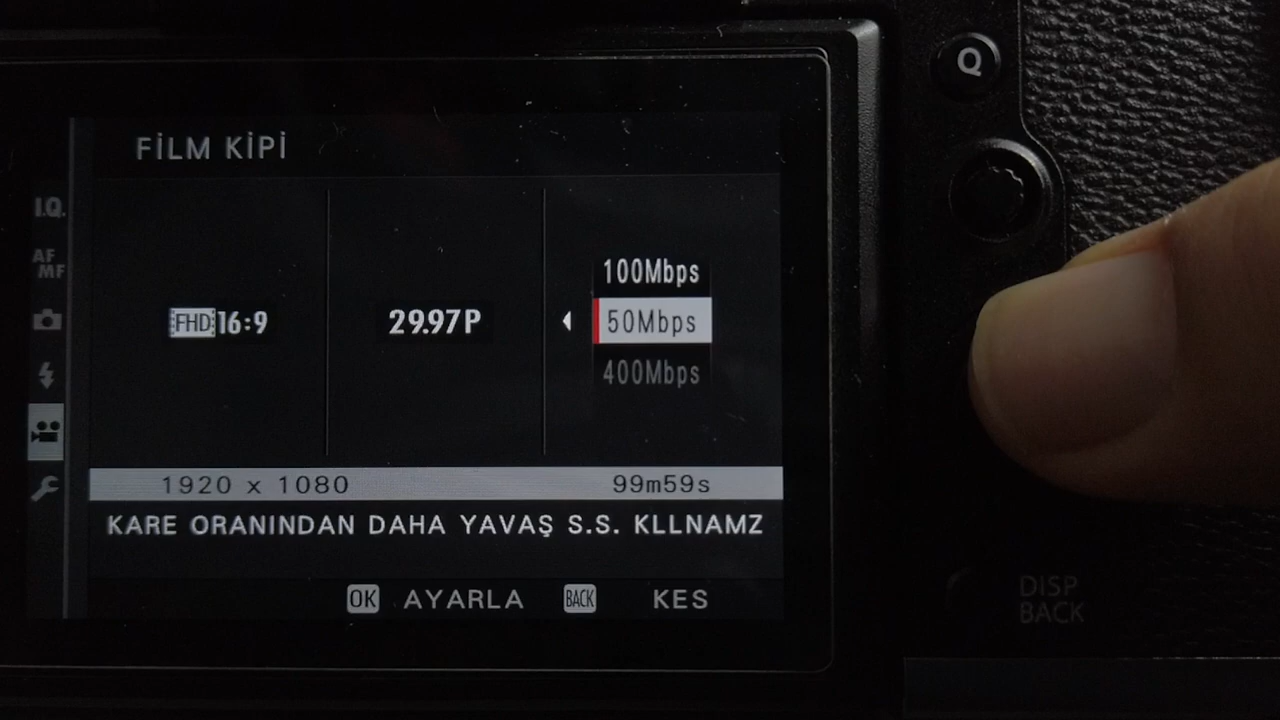 Q
FİLM KİPİ
I.Q.
AF
MF
100Mbps
FHD 16:9
29.97P
50Mbps
400Mbps
1920 x 1080 99m59s
KARE ORANINDAN DAHA YAVAŞ S.S. KLLNAMZ
OK AYARLA BACK KES
DISP
BACK